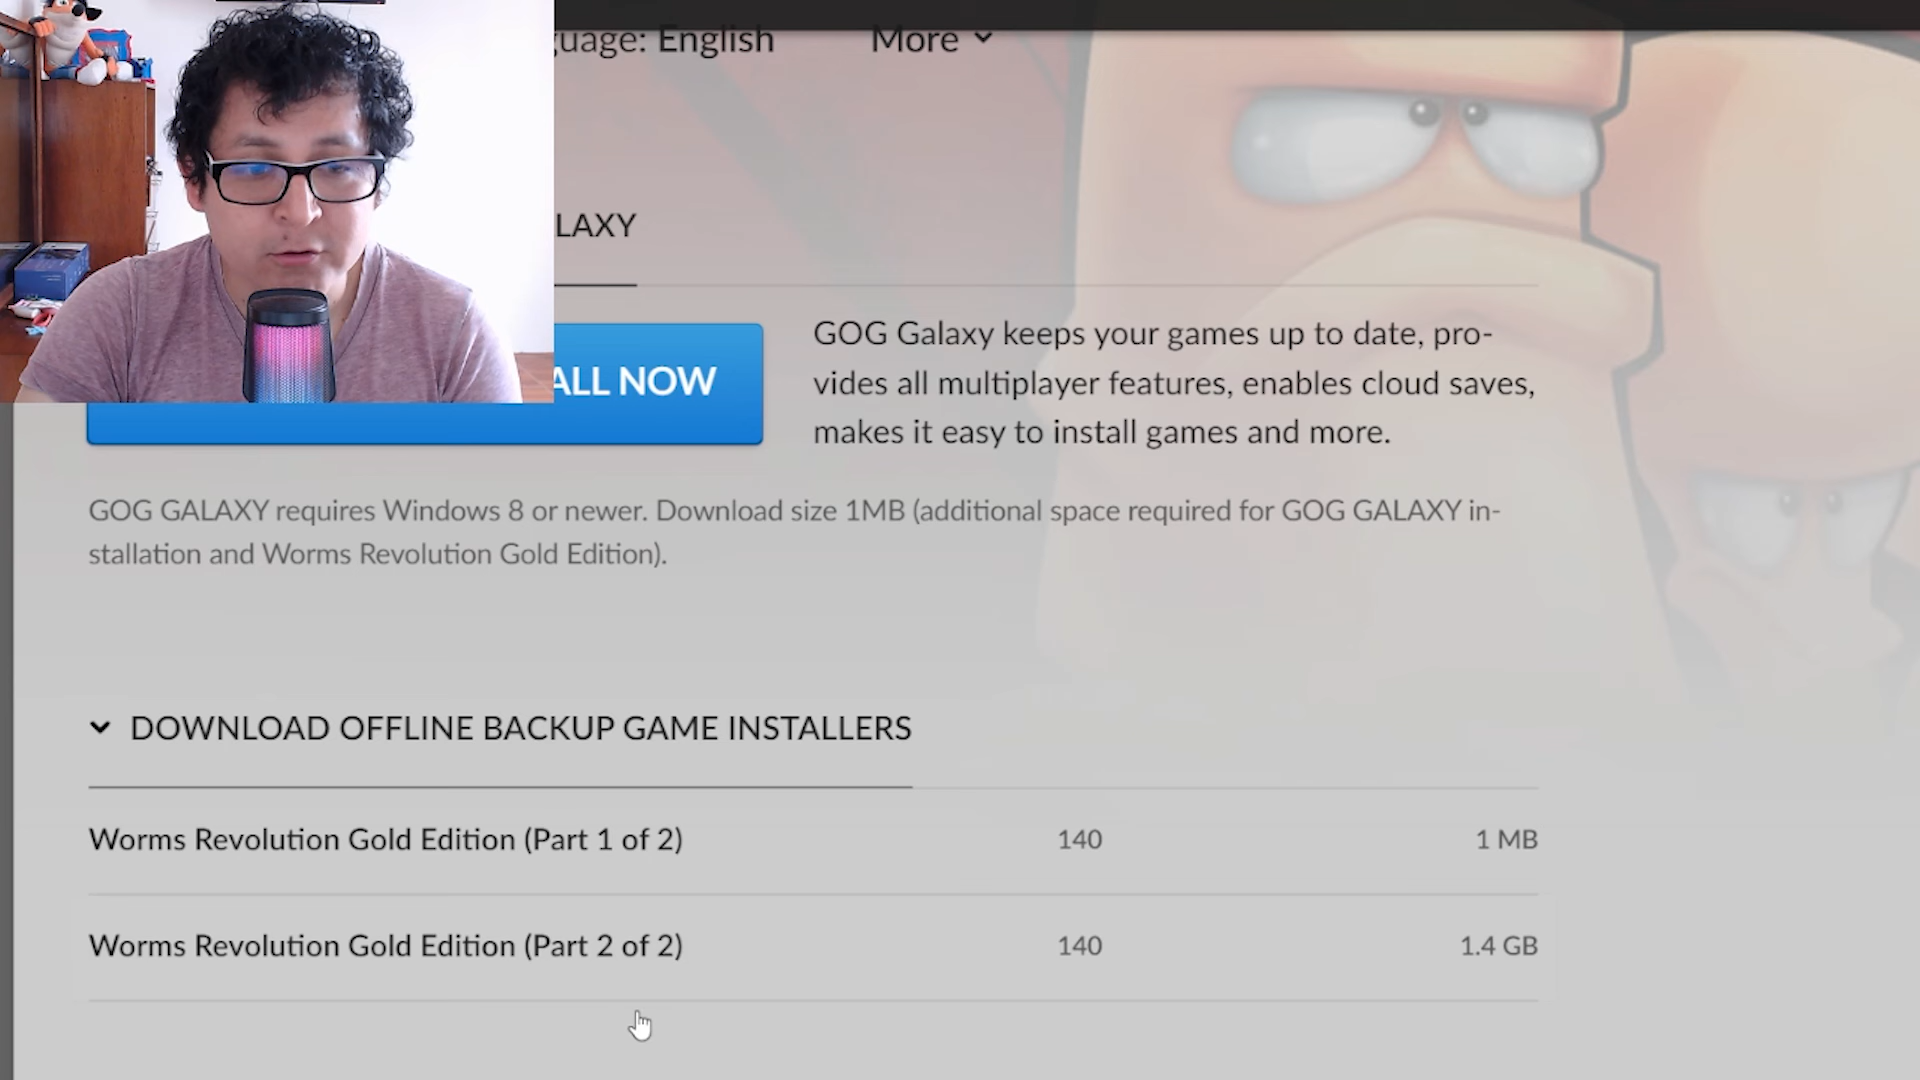 guage: English More
LAXY
ALL NOW
GOG Galaxy keeps your games up to date, pro-
vides all multiplayer features, enables cloud saves,
makes it easy to install games and more.
GOG GALAXY requires Windows 8 or newer. Download size 1MB (additional space required for GOG GALAXY in-
stallation and Worms Revolution Gold Edition).
DOWNLOAD OFFLINE BACKUP GAME INSTALLERS
Worms Revolution Gold Edition (Part 1 of 2) 140 1 MB
Worms Revolution Gold Edition (Part 2 of 2) 140 1.4 GB